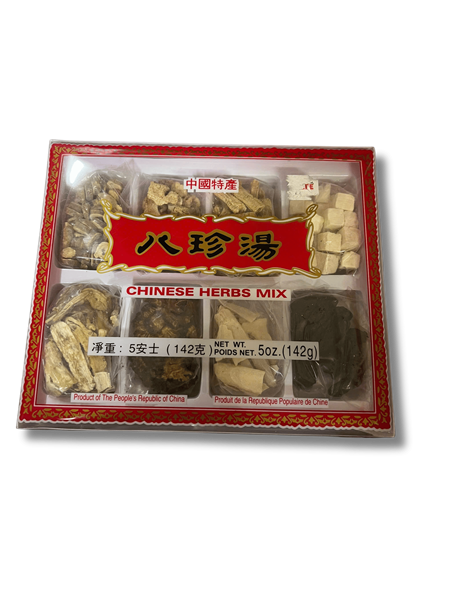 中國特產
八珍湯
CHINESE HERBS MIX
凈重: 5安士 (142克) NET WT. POIDS NET. 5oz.(142g)
Product of The People's Republic of China
Produit de la Republique Populaire de Chine